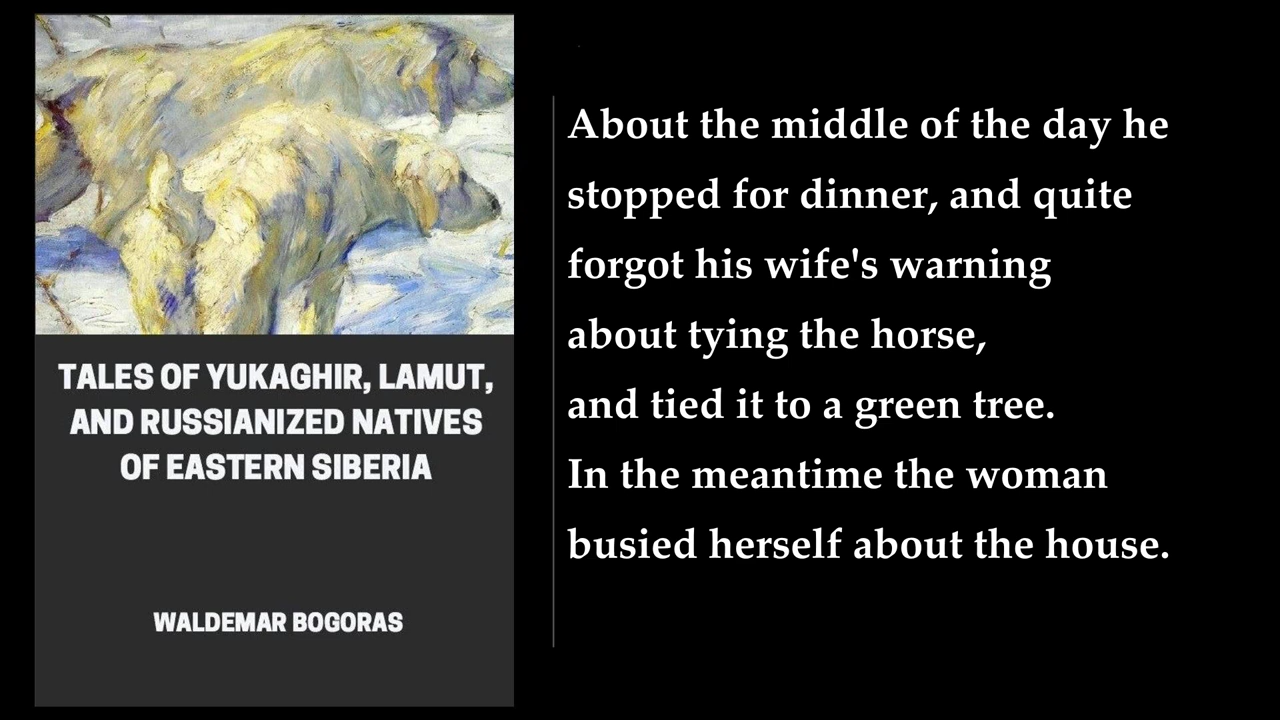 TALES OF YUKAGHIR, LAMUT,
AND RUSSIANIZED NATIVES
OF EASTERN SIBERIA
WALDEMAR BOGORAS
About the middle of the day he
stopped for dinner, and quite
forgot his wife's warning
about tying the horse,
and tied it to a green tree.
In the meantime the woman
busied herself about the house.